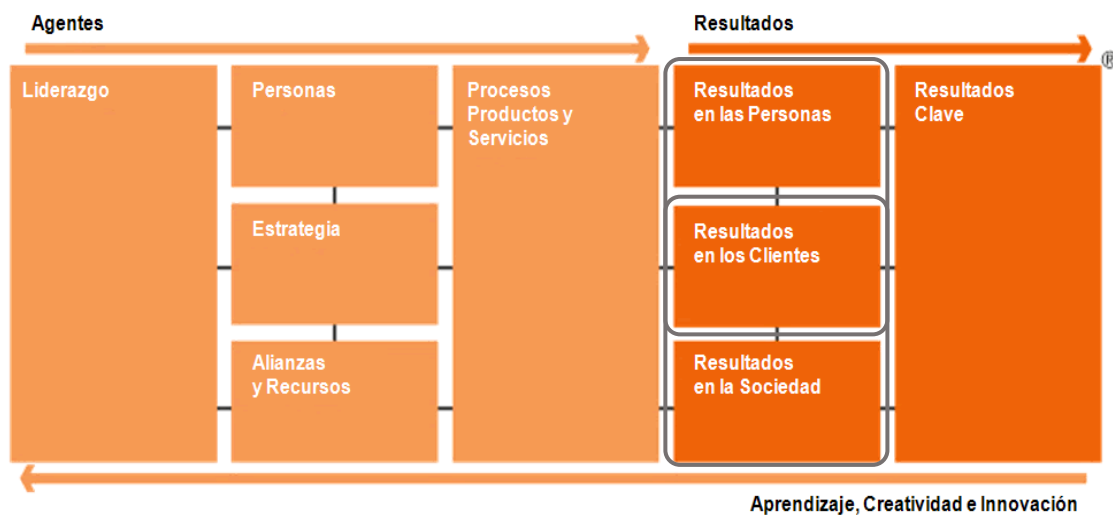 Agentes
Resultados
®
Liderazgo
Personas
Procesos
Productos y
Servicios
Resultados
en las Personas
Resultados
Clave
Estrategia
Resultados
en los Clientes
Alianzas
y Recursos
Resultados
en la Sociedad
Aprendizaje, Creatividad e Innovación